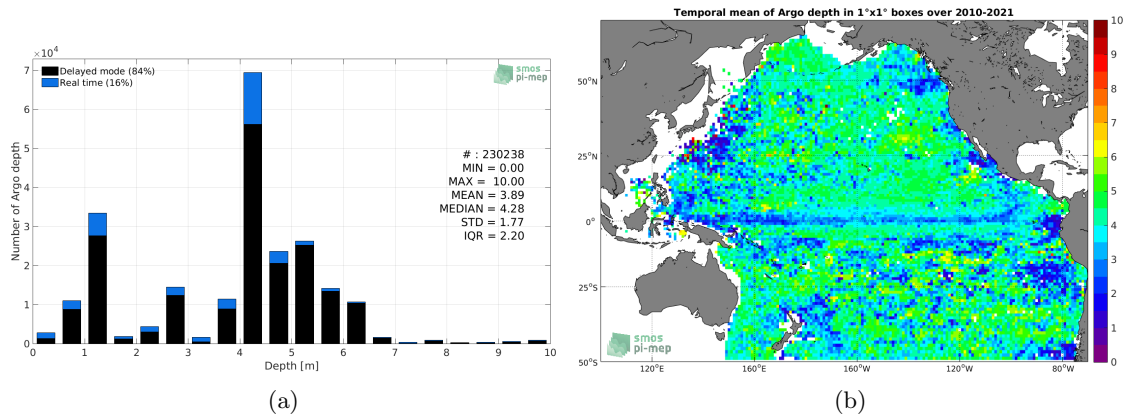 ×10⁴
7
6
5
4
3
2
1
0
Number of Argo depth
Delayed mode (84%)
Real time (16%)
smos
pi-mep
# : 230238
MIN = 0.00
MAX = 10.00
MEAN = 3.89
MEDIAN = 4.28
STD = 1.77
IQR = 2.20
0 1 2 3 4 5 6 7 8 9 10
Depth [m]
(a)
Temporal mean of Argo depth in 1°x1° boxes over 2010-2021
50°N
25°N
0°
25°S
50°S
120°E 160°E 160°W 120°W 80°W
smos
pi-mep
10
9
8
7
6
5
4
3
2
1
0
(b)